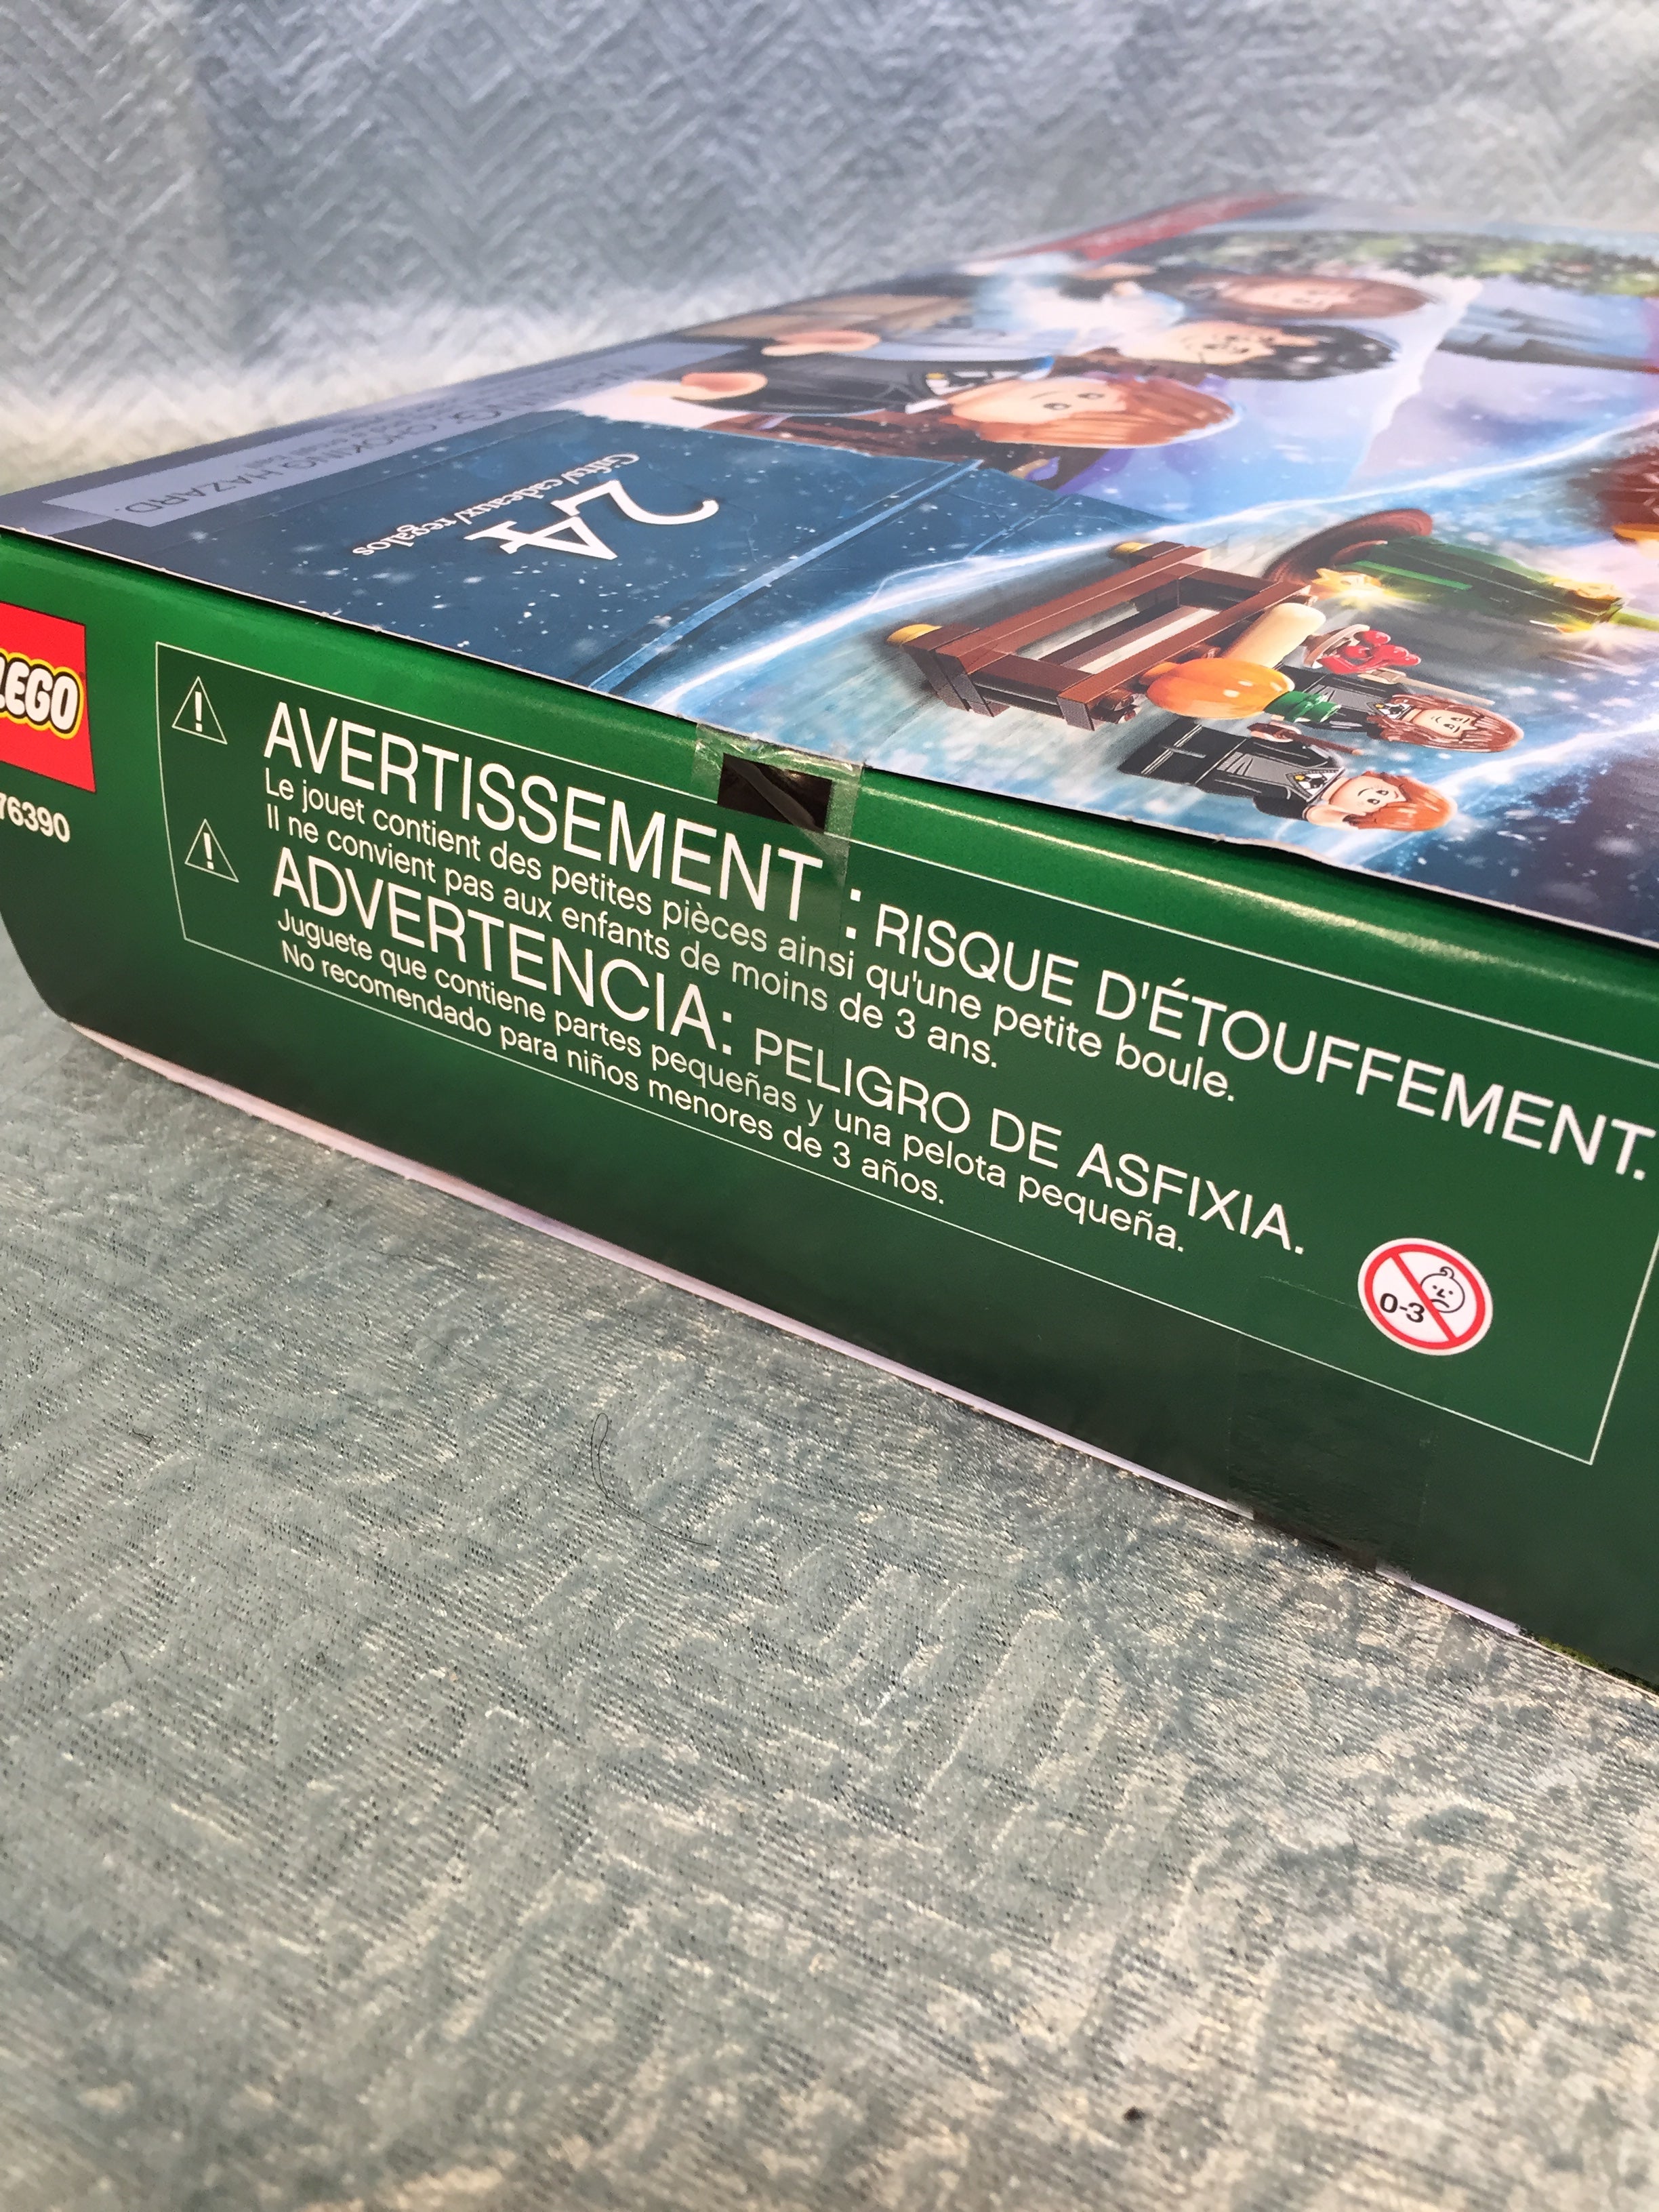 WARNING: CHOKING HAZARD.
24
Gifts/ cadeaux/ regalos
LEGO
76390
AVERTISSEMENT : RISQUE D'ÉTOUFFEMENT.
Le jouet contient des petites pièces ainsi qu'une petite boule.
Il ne convient pas aux enfants de moins de 3 ans.
ADVERTENCIA: PELIGRO DE ASFIXIA.
Juguete que contiene partes pequeñas y una pelota pequeña.
No recomendado para niños menores de 3 años.
0-3